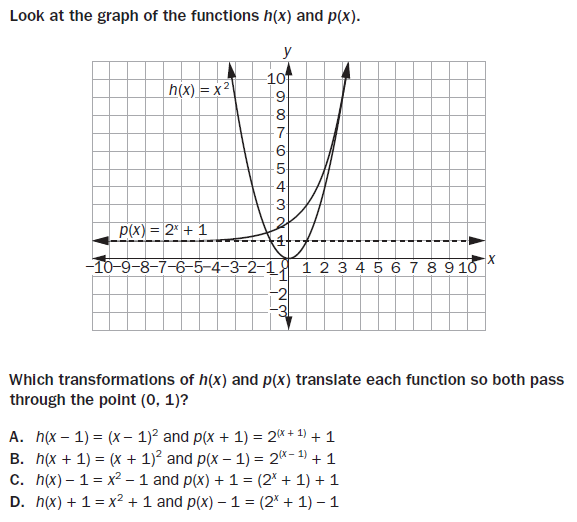 Look at the graph of the functions h(x) and p(x).
y
h(x) = x²
10
9
8
7
6
5
4
3
2
p(x) = 2ˣ + 1
1
x
–10–9–8–7–6–5–4–3–2–1 0 1 2 3 4 5 6 7 8 9 10
–1
–2
–3
Which transformations of h(x) and p(x) translate each function so both pass
through the point (0, 1)?
A. h(x – 1) = (x – 1)² and p(x + 1) = 2⁽ˣ ⁺ ¹⁾ + 1
B. h(x + 1) = (x + 1)² and p(x – 1) = 2⁽ˣ ⁻ ¹⁾ + 1
C. h(x) – 1 = x² – 1 and p(x) + 1 = (2ˣ + 1) + 1
D. h(x) + 1 = x² + 1 and p(x) – 1 = (2ˣ + 1) – 1